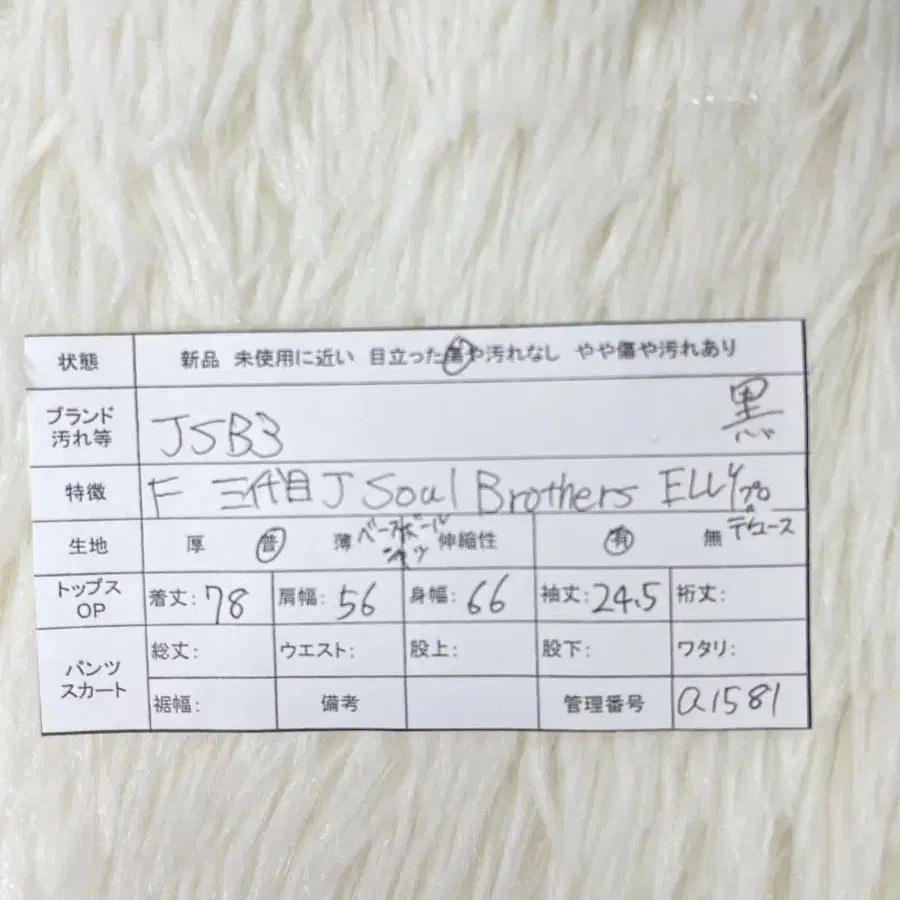 状態 新品 未使用に近い 目立った傷や汚れなし やや傷や汚れあり
ブランド
汚れ等 JSB3 黒
特徴 F 三代目 J Soul Brothers ELLYプロ
デュース
生地 厚 普 薄 伸縮性 有 無
ベースボール
シャツ
トップス
OP 着丈: 78 肩幅: 56 身幅: 66 袖丈: 24.5 裄丈:
パンツ
スカート
総丈: ウエスト: 股上: 股下: ワタリ:
裾幅: 備考 管理番号 a1581